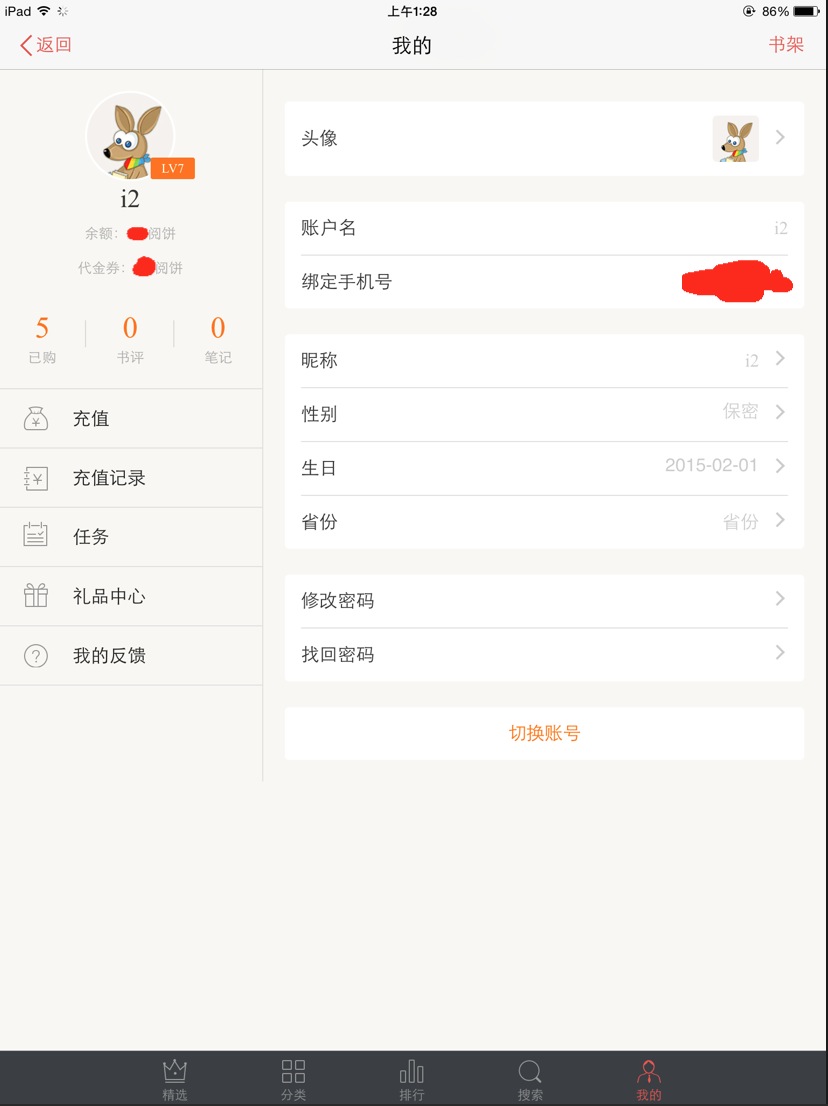 iPad 上午1:28 86%
返回 我的 书架
LV7
i2
余额: 阅饼
代金券: 阅饼
5 0 0
已购 书评 笔记
充值
充值记录
任务
礼品中心
我的反馈
头像
账户名 i2
绑定手机号
昵称 i2
性别 保密
生日 2015-02-01
省份 省份
修改密码
找回密码
切换账号
精选 分类 排行 搜索 我的